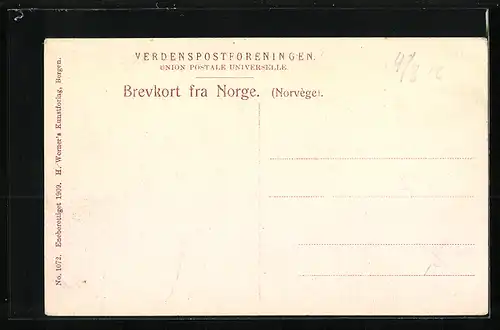 VERDENSPOSTFORENINGEN.
UNION POSTALE UNIVERSELLE.
Brevkort fra Norge. (Norvège).
No. 1072. Eneberettiget 1909. H. Werner's Kunstforlag, Bergen.